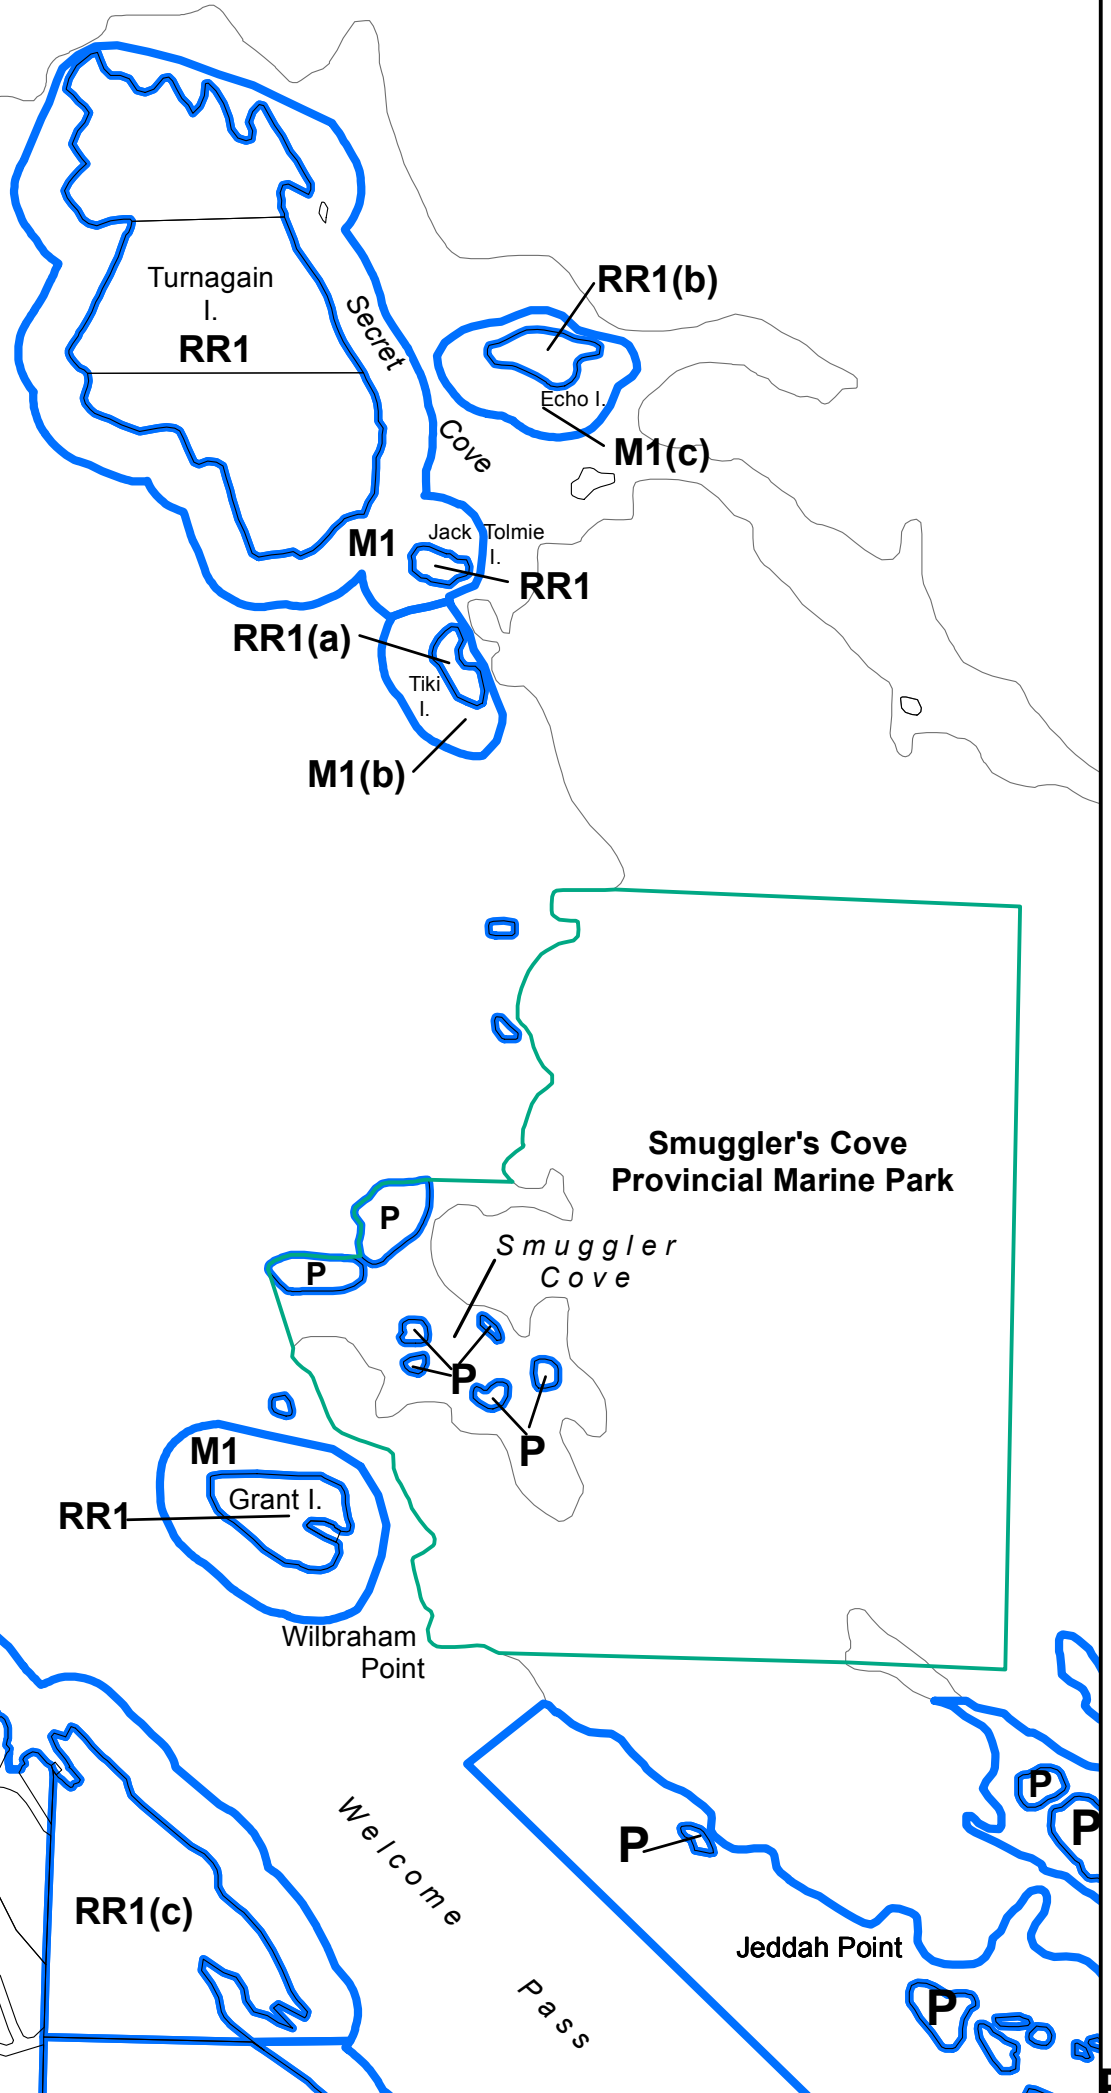 RR1(b)
Turnagain
I.
RR1
Secret
Cove
Echo I.
M1(c)
M1
Jack Tolmie
I.
RR1
RR1(a)
Tiki
I.
M1(b)
Smuggler's Cove
Provincial Marine Park
P
Smuggler
Cove
P
P
P
M1
Grant I.
RR1
Wilbraham
Point
P
Welcome
P
P
RR1(c)
Jeddah Point
Pass
P